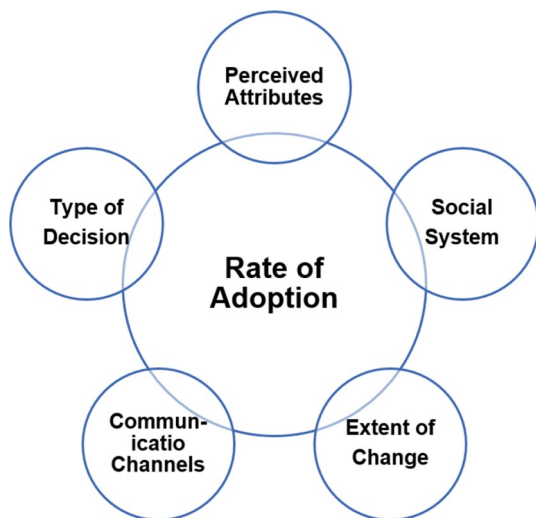 Perceived
Attributes
Type of
Decision
Social
System
Rate of
Adoption
Commun-
icatio
Channels
Extent of
Change